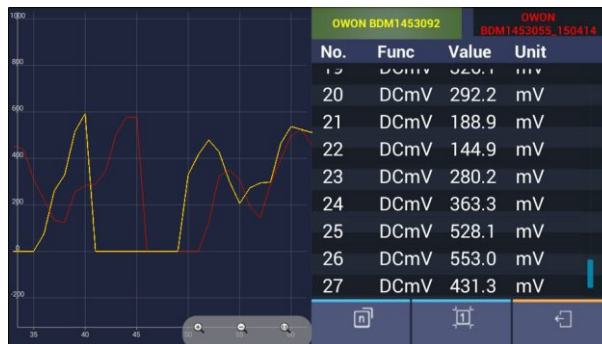 1000
800
600
400
200
0
-200
35
40
45
OWON BDM1453092
OWON
BDM1453055_150414
No. Func Value Unit
20 DCmV 292.2 mV
21 DCmV 188.9 mV
22 DCmV 144.9 mV
23 DCmV 280.2 mV
24 DCmV 363.3 mV
25 DCmV 528.1 mV
26 DCmV 553.0 mV
27 DCmV 431.3 mV
n
1